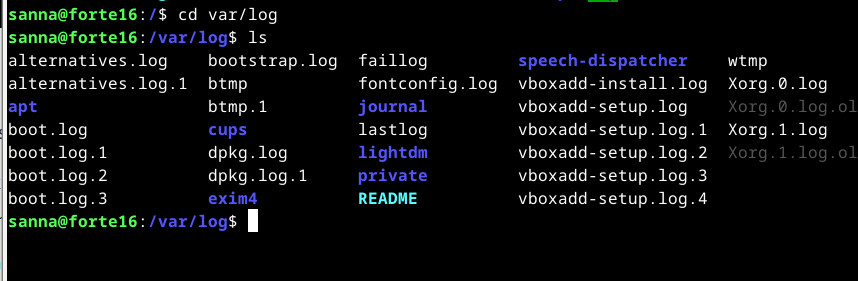 sanna@forte16:/$ cd var/log
sanna@forte16:/var/log$ ls
alternatives.log bootstrap.log faillog speech-dispatcher wtmp
alternatives.log.1 btmp fontconfig.log vboxadd-install.log Xorg.0.log
apt btmp.1 journal vboxadd-setup.log Xorg.0.log.ol
boot.log cups lastlog vboxadd-setup.log.1 Xorg.1.log
boot.log.1 dpkg.log lightdm vboxadd-setup.log.2 Xorg.1.log.ol
boot.log.2 dpkg.log.1 private vboxadd-setup.log.3
boot.log.3 exim4 README vboxadd-setup.log.4
sanna@forte16:/var/log$